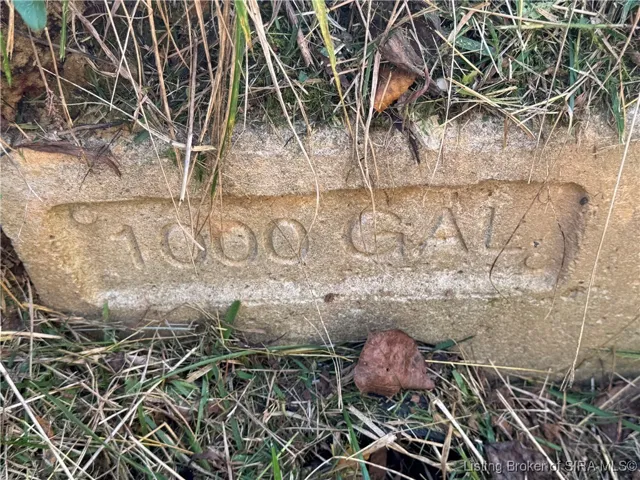 1000 GAL
Listing Broker of SIRA MLS©